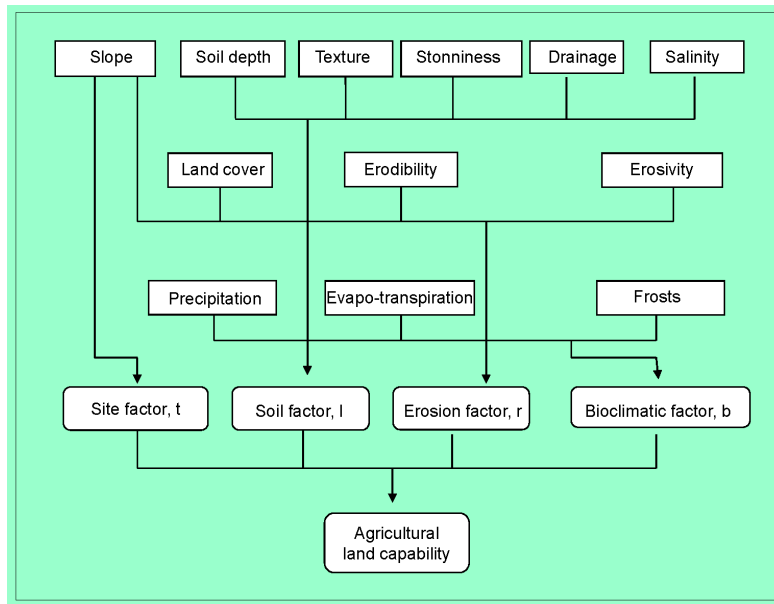 Slope
Soil depth
Texture
Stonniness
Drainage
Salinity
Land cover
Erodibility
Erosivity
Precipitation
Evapo-transpiration
Frosts
Site factor, t
Soil factor, l
Erosion factor, r
Bioclimatic factor, b
Agricultural
land capability